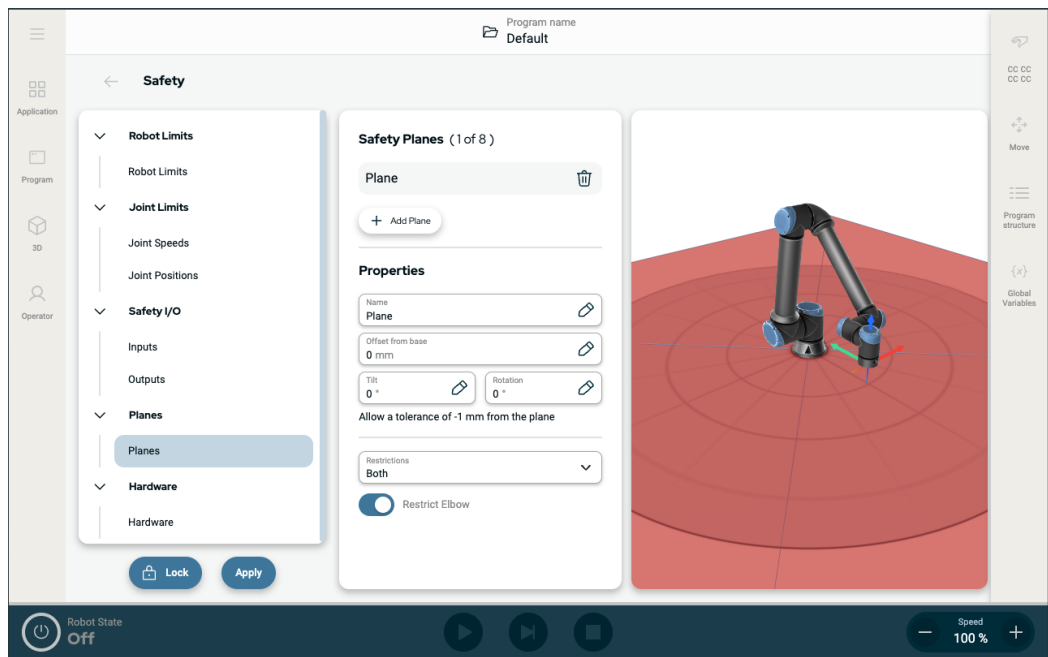 Program name
Default
Safety
Application
Program
3D
Operator
Robot Limits
Robot Limits
Joint Limits
Joint Speeds
Joint Positions
Safety I/O
Inputs
Outputs
Planes
Planes
Hardware
Hardware
Lock
Apply
Safety Planes (1 of 8)
Plane
+ Add Plane
Properties
Name
Plane
Offset from base
0 mm
Tilt
0 °
Rotation
0 °
Allow a tolerance of -1 mm from the plane
Restrictions
Both
Restrict Elbow
CC CC
CC CC
Move
Program
structure
{x}
Global
Variables
Robot State
Off
Speed
100 %